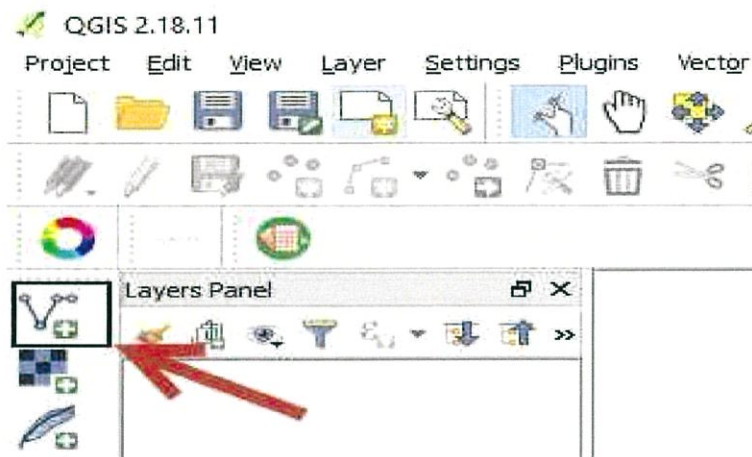 QGIS 2.18.11
Project Edit View Layer Settings Plugins Vector
Layers Panel